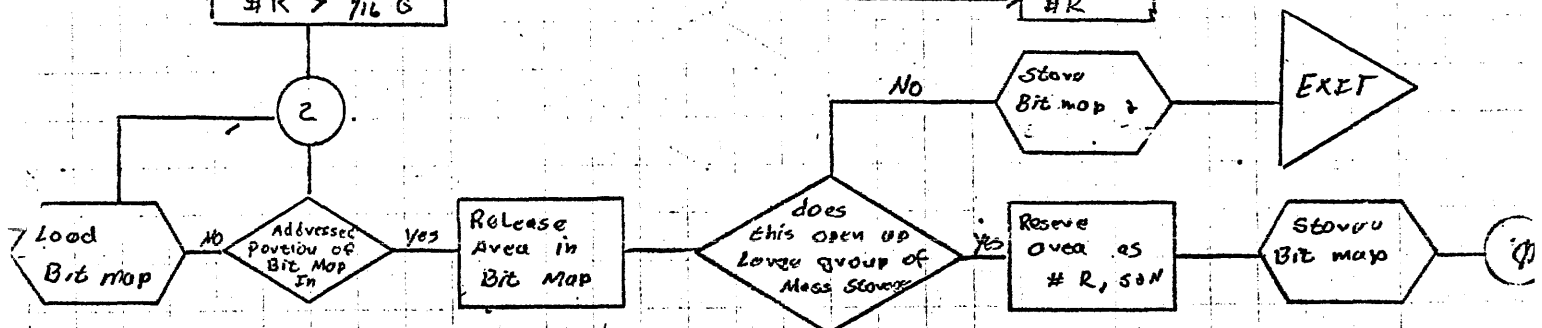 #R > 7/16 G
#R
2
No
Store
Bit map
EXIT
Load
Bit map
No
Addressed
Portion of
Bit Map
In
Yes
Release
Area in
Bit Map
does
this open up
Large group of
Mass Storage
Yes
Reserve
area as
# R,
Store
Bit map